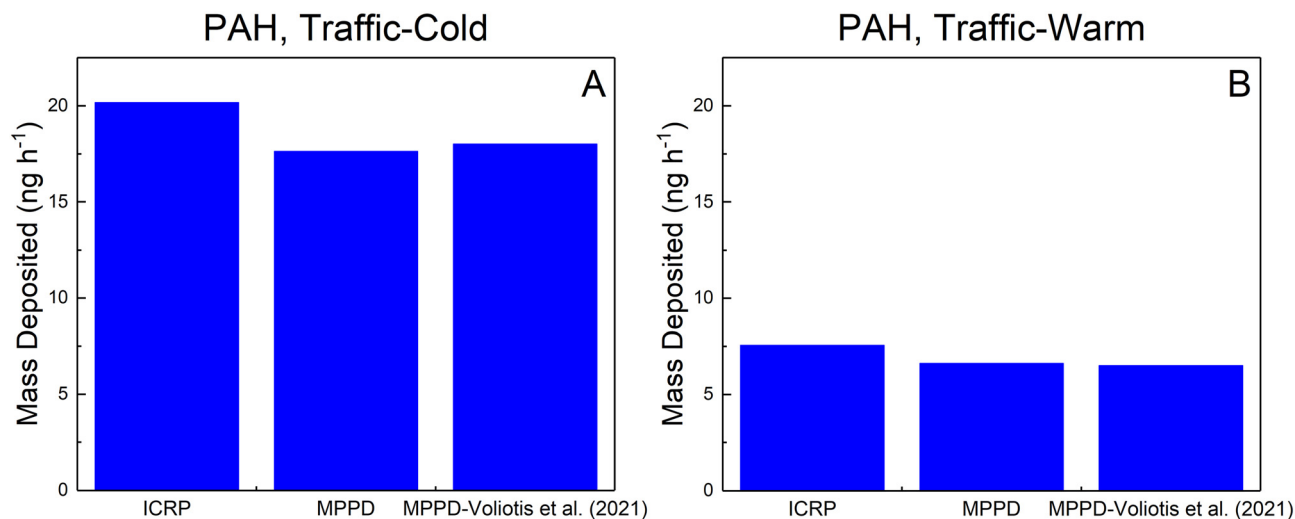 PAH, Traffic-Cold
A
Mass Deposited (ng h⁻¹)
20
15
10
5
0
ICRP
MPPD
MPPD-Voliotis et al. (2021)
PAH, Traffic-Warm
B
Mass Deposited (ng h⁻¹)
20
15
10
5
0
ICRP
MPPD
MPPD-Voliotis et al. (2021)